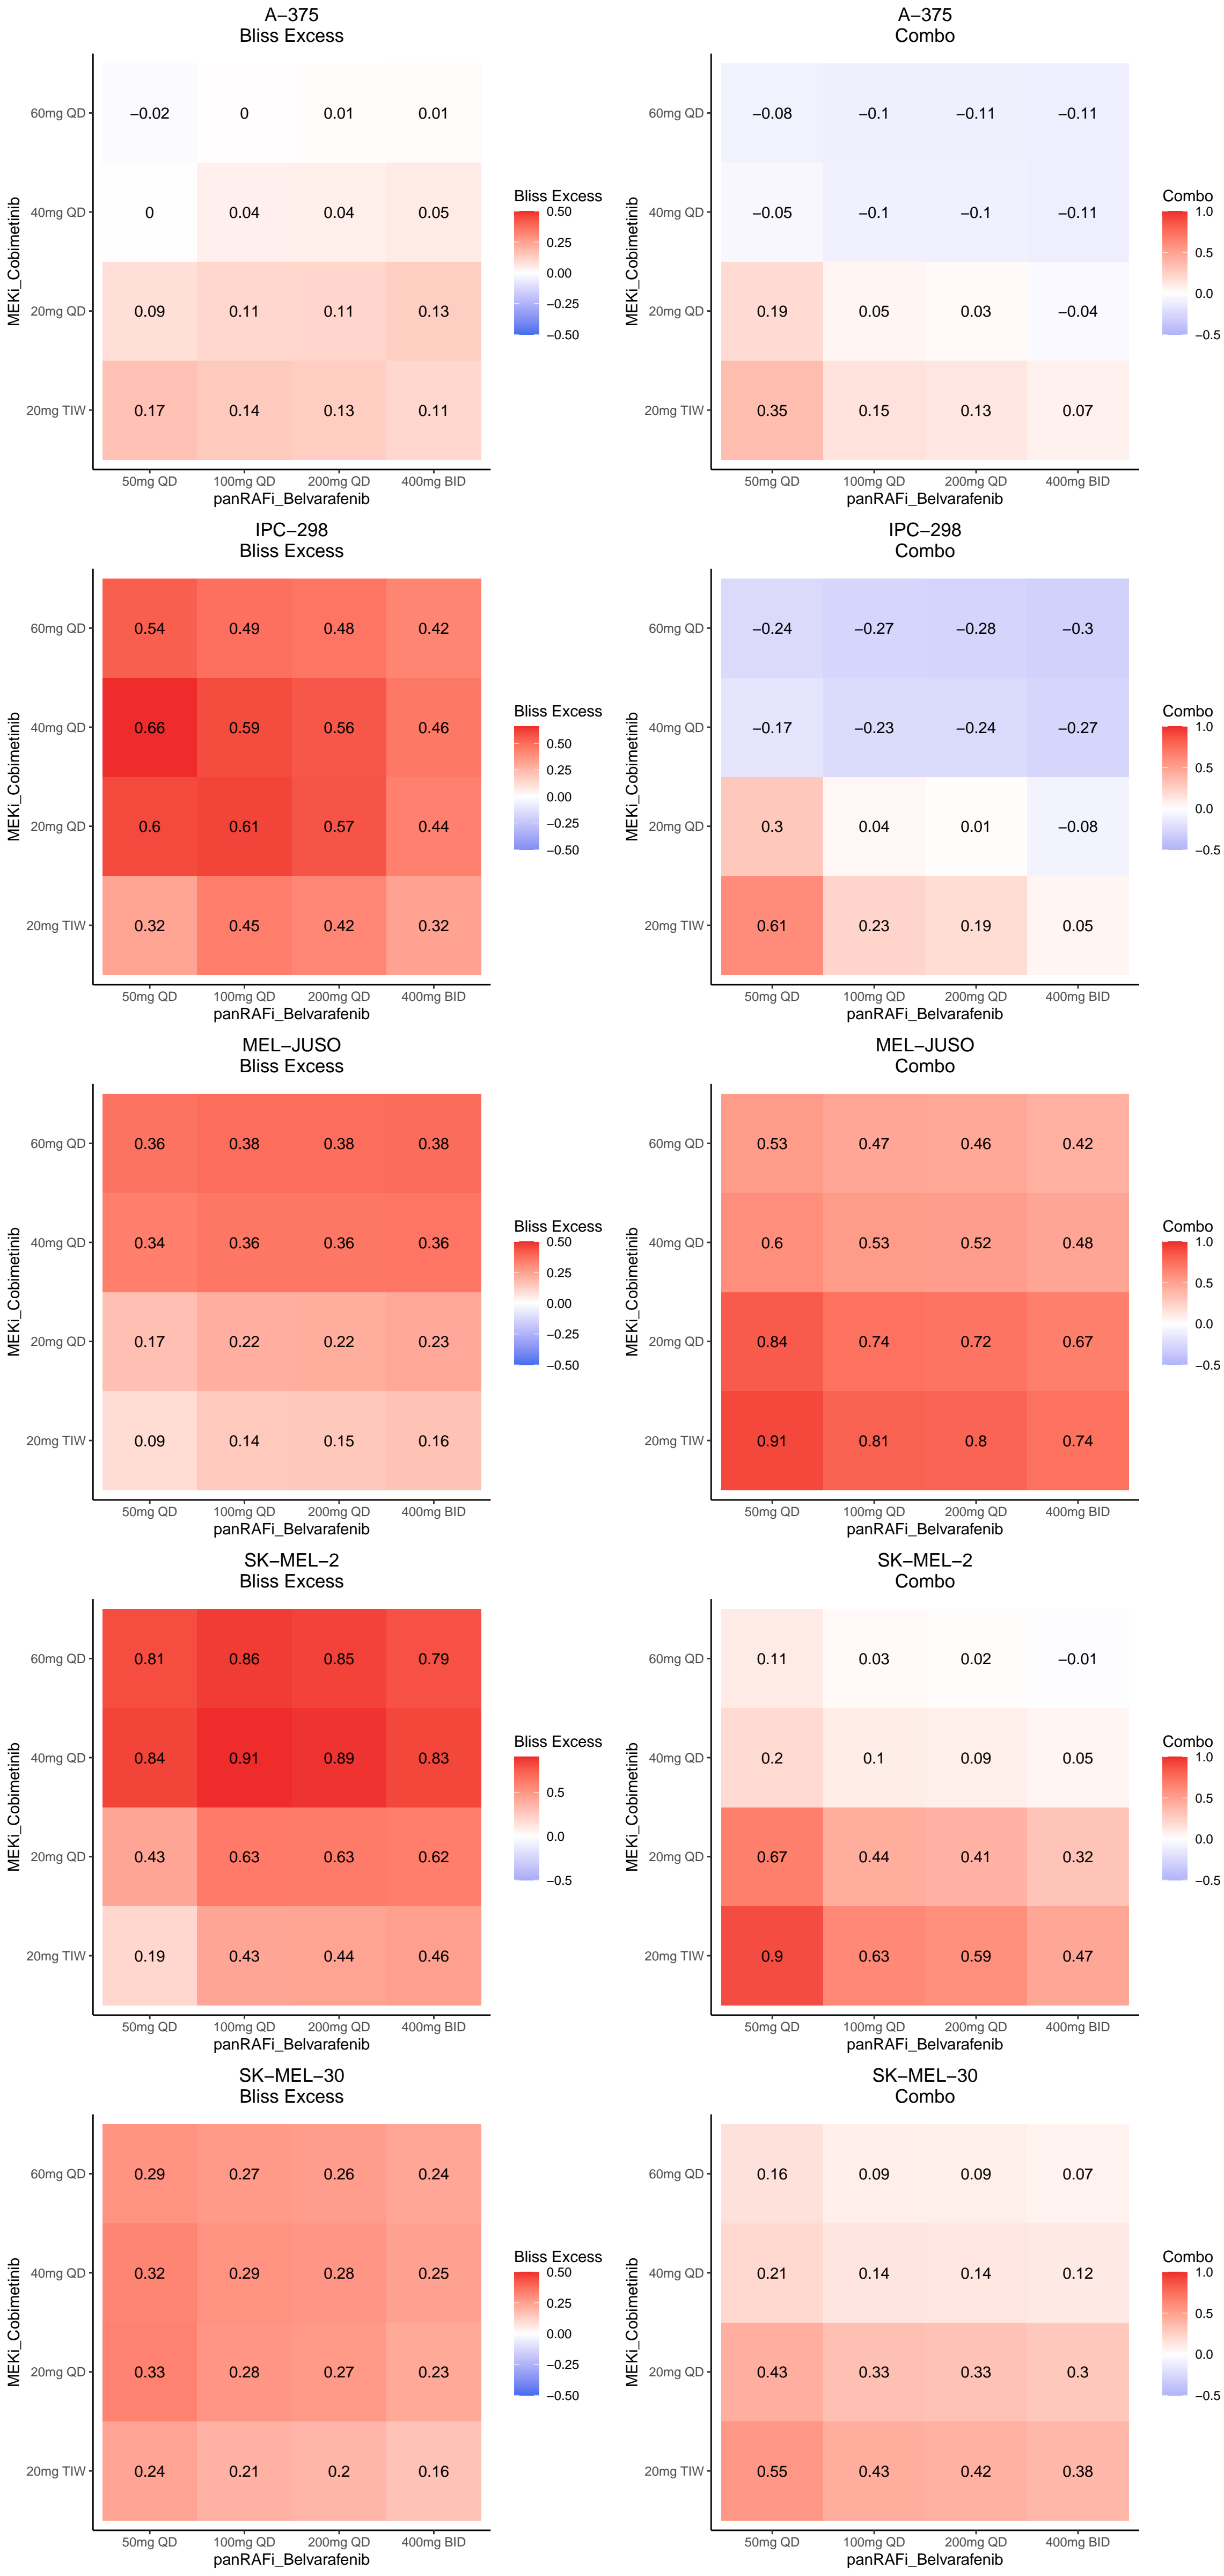 A−375
Bliss Excess
60mg QD
−0.02 0 0.01 0.01
40mg QD
0 0.04 0.04 0.05
20mg QD
0.09 0.11 0.11 0.13
20mg TIW
0.17 0.14 0.13 0.11
50mg QD 100mg QD 200mg QD 400mg BID
panRAFi_Belvarafenib
MEKi_Cobimetinib
Bliss Excess
0.50
0.25
0.00
−0.25
−0.50
A−375
Combo
60mg QD
−0.08 −0.1 −0.11 −0.11
40mg QD
−0.05 −0.1 −0.1 −0.11
20mg QD
0.19 0.05 0.03 −0.04
20mg TIW
0.35 0.15 0.13 0.07
50mg QD 100mg QD 200mg QD 400mg BID
panRAFi_Belvarafenib
MEKi_Cobimetinib
Combo
1.0
0.5
0.0
−0.5
IPC−298
Bliss Excess
60mg QD
0.54 0.49 0.48 0.42
40mg QD
0.66 0.59 0.56 0.46
20mg QD
0.6 0.61 0.57 0.44
20mg TIW
0.32 0.45 0.42 0.32
50mg QD 100mg QD 200mg QD 400mg BID
panRAFi_Belvarafenib
MEKi_Cobimetinib
Bliss Excess
0.50
0.25
0.00
−0.25
−0.50
IPC−298
Combo
60mg QD
−0.24 −0.27 −0.28 −0.3
40mg QD
−0.17 −0.23 −0.24 −0.27
20mg QD
0.3 0.04 0.01 −0.08
20mg TIW
0.61 0.23 0.19 0.05
50mg QD 100mg QD 200mg QD 400mg BID
panRAFi_Belvarafenib
MEKi_Cobimetinib
Combo
1.0
0.5
0.0
−0.5
MEL−JUSO
Bliss Excess
60mg QD
0.36 0.38 0.38 0.38
40mg QD
0.34 0.36 0.36 0.36
20mg QD
0.17 0.22 0.22 0.23
20mg TIW
0.09 0.14 0.15 0.16
50mg QD 100mg QD 200mg QD 400mg BID
panRAFi_Belvarafenib
MEKi_Cobimetinib
Bliss Excess
0.50
0.25
0.00
−0.25
−0.50
MEL−JUSO
Combo
60mg QD
0.53 0.47 0.46 0.42
40mg QD
0.6 0.53 0.52 0.48
20mg QD
0.84 0.74 0.72 0.67
20mg TIW
0.91 0.81 0.8 0.74
50mg QD 100mg QD 200mg QD 400mg BID
panRAFi_Belvarafenib
MEKi_Cobimetinib
Combo
1.0
0.5
0.0
−0.5
SK−MEL−2
Bliss Excess
60mg QD
0.81 0.86 0.85 0.79
40mg QD
0.84 0.91 0.89 0.83
20mg QD
0.43 0.63 0.63 0.62
20mg TIW
0.19 0.43 0.44 0.46
50mg QD 100mg QD 200mg QD 400mg BID
panRAFi_Belvarafenib
MEKi_Cobimetinib
Bliss Excess
0.5
0.0
−0.5
SK−MEL−2
Combo
60mg QD
0.11 0.03 0.02 −0.01
40mg QD
0.2 0.1 0.09 0.05
20mg QD
0.67 0.44 0.41 0.32
20mg TIW
0.9 0.63 0.59 0.47
50mg QD 100mg QD 200mg QD 400mg BID
panRAFi_Belvarafenib
MEKi_Cobimetinib
Combo
1.0
0.5
0.0
−0.5
SK−MEL−30
Bliss Excess
60mg QD
0.29 0.27 0.26 0.24
40mg QD
0.32 0.29 0.28 0.25
20mg QD
0.33 0.28 0.27 0.23
20mg TIW
0.24 0.21 0.2 0.16
50mg QD 100mg QD 200mg QD 400mg BID
panRAFi_Belvarafenib
MEKi_Cobimetinib
Bliss Excess
0.50
0.25
0.00
−0.25
−0.50
SK−MEL−30
Combo
60mg QD
0.16 0.09 0.09 0.07
40mg QD
0.21 0.14 0.14 0.12
20mg QD
0.43 0.33 0.33 0.3
20mg TIW
0.55 0.43 0.42 0.38
50mg QD 100mg QD 200mg QD 400mg BID
panRAFi_Belvarafenib
MEKi_Cobimetinib
Combo
1.0
0.5
0.0
−0.5